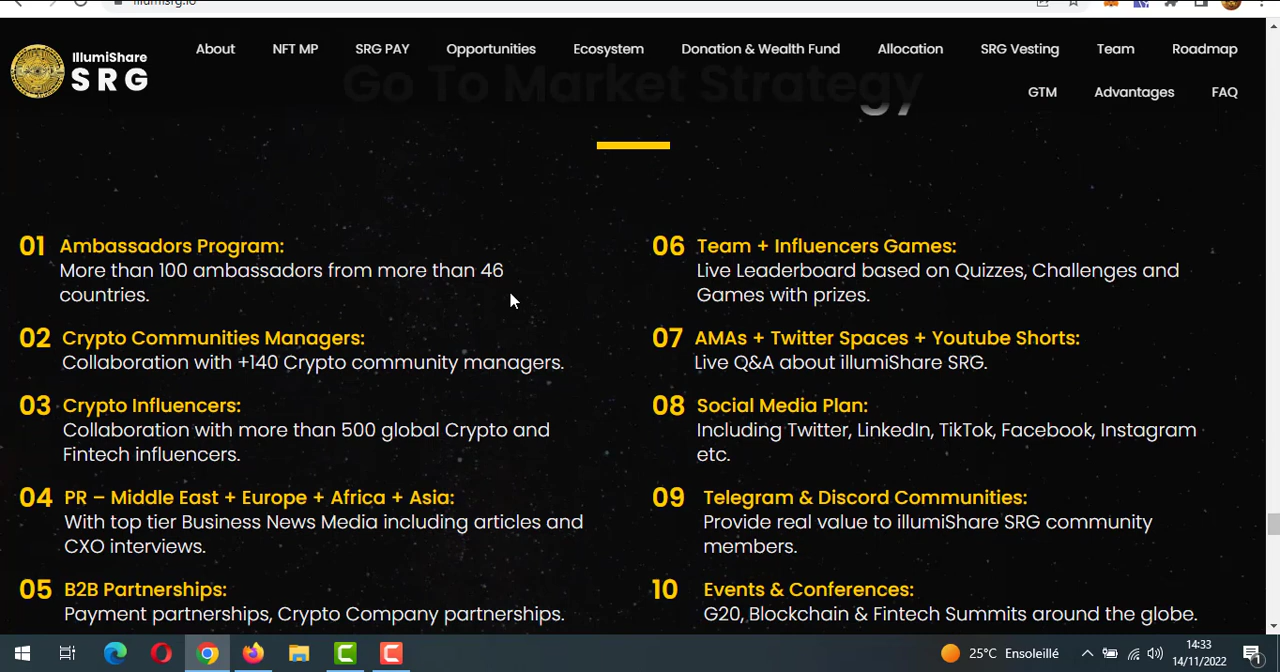 illumisrg.io
IllumiShare
SRG
About NFT MP SRG PAY Opportunities Ecosystem Donation & Wealth Fund Allocation SRG Vesting Team Roadmap
GTM Advantages FAQ
Go To Market Strategy
01 Ambassadors Program:
More than 100 ambassadors from more than 46
countries.
02 Crypto Communities Managers:
Collaboration with +140 Crypto community managers.
03 Crypto Influencers:
Collaboration with more than 500 global Crypto and
Fintech influencers.
04 PR – Middle East + Europe + Africa + Asia:
With top tier Business News Media including articles and
CXO interviews.
05 B2B Partnerships:
Payment partnerships, Crypto Company partnerships.
06 Team + Influencers Games:
Live Leaderboard based on Quizzes, Challenges and
Games with prizes.
07 AMAs + Twitter Spaces + Youtube Shorts:
Live Q&A about illumiShare SRG.
08 Social Media Plan:
Including Twitter, LinkedIn, TikTok, Facebook, Instagram
etc.
09 Telegram & Discord Communities:
Provide real value to illumiShare SRG community
members.
10 Events & Conferences:
G20, Blockchain & Fintech Summits around the globe.
25°C Ensoleillé
14:33
14/11/2022
1